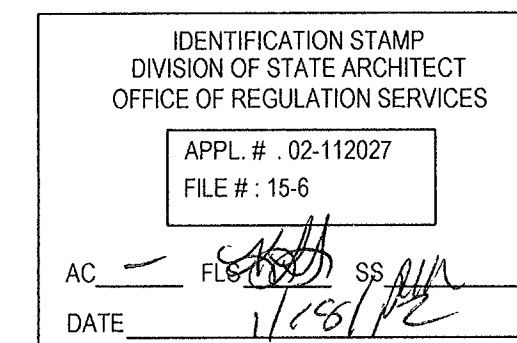 IDENTIFICATION STAMP
DIVISION OF STATE ARCHITECT
OFFICE OF REGULATION SERVICES
APPL. # . 02-112027
FILE # : 15-6
AC — FLS SS
DATE